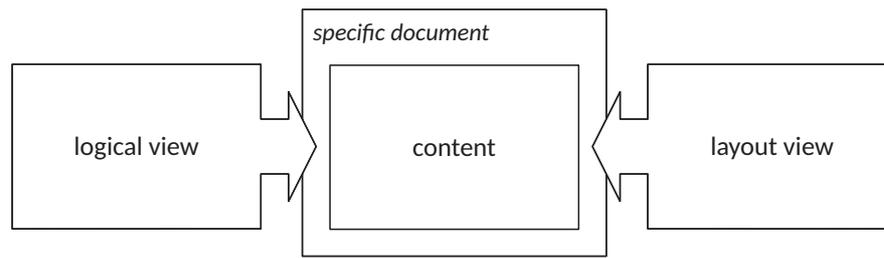 specific document
logical view
content
layout view